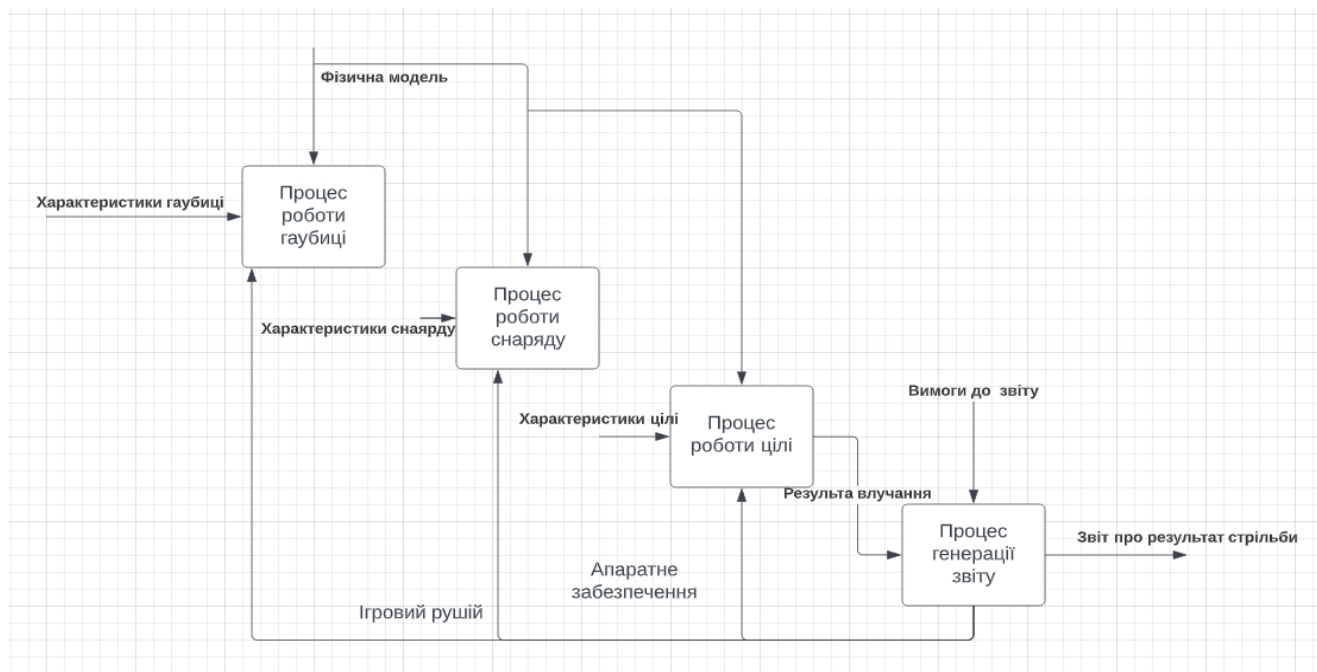 Фізична модель
Процес
роботи
гаубиці
Характеристики гаубиці
Процес
роботи
снаряду
Характеристики снаярду
Вимоги до звіту
Характеристики цілі
Процес
роботи цілі
Результа влучання
Процес
генерації
звіту
Звіт про результат стрільби
Апаратне
забезпечення
Ігровий рушій